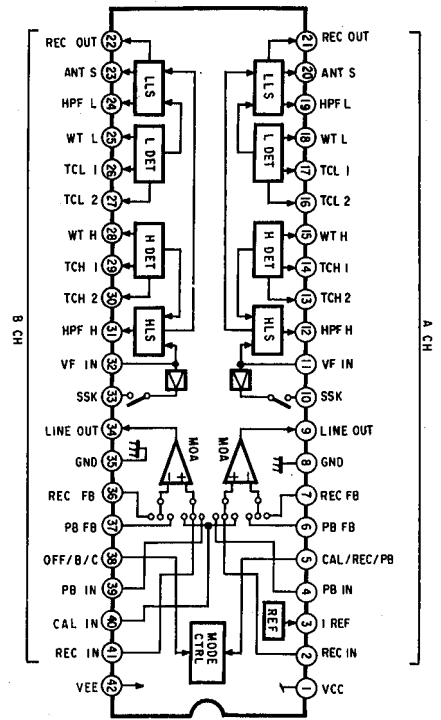 REC OUT 22 21 REC OUT
ANT S 23 LLS LLS 20 ANT S
HPF L 24 19 HPF L
WT L 25 L DET L DET 18 WT L
TCL 1 26 17 TCL 1
TCL 2 27 16 TCL 2
WT H 28 H DET H DET 15 WT H
TCH 1 29 14 TCH 1
TCH 2 30 13 TCH 2
HPF H 31 HLS HLS 12 HPF H
B CH A CH
VF IN 32 11 VF IN
SSK 33 10 SSK
LINE OUT 34 MOA MOA 9 LINE OUT
GND 35 8 GND
REC FB 36 7 REC FB
PB FB 37 6 PB FB
OFF/B/C 38 5 CAL/REC/PB
PB IN 39 4 PB IN
CAL IN 40 REF 3 I REF
REC IN 41 MODE CTRL 2 REC IN
VEE 42 1 VCC